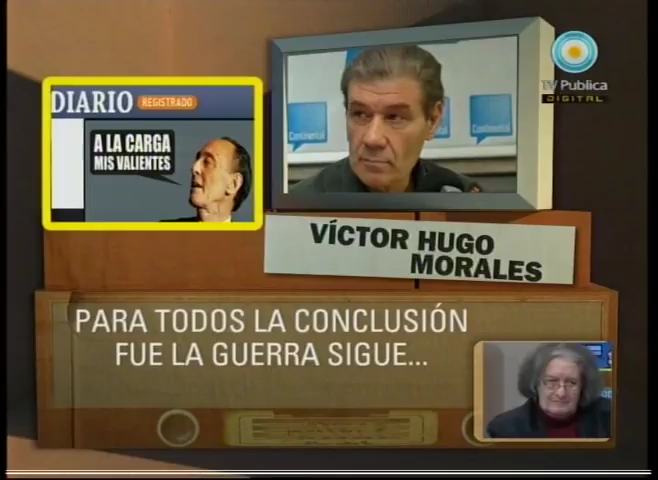 TV Publica
DIGITAL
DIARIO REGISTRADO
A LA CARGA
MIS VALIENTES
Continental
Continental
VÍCTOR HUGO
MORALES
PARA TODOS LA CONCLUSIÓN
FUE LA GUERRA SIGUE...